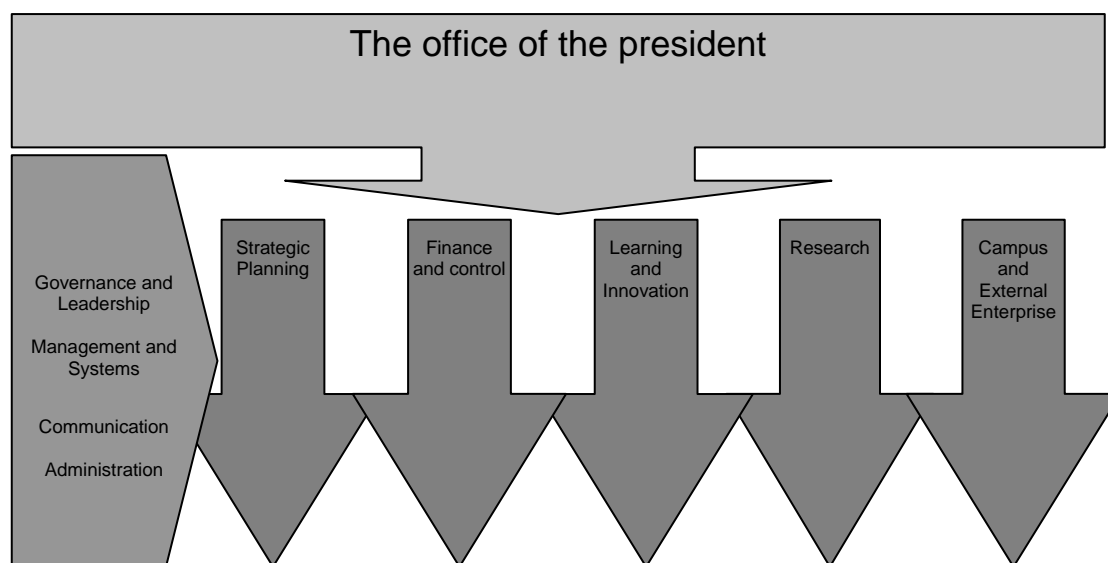 The office of the president
Governance and
Leadership
Management and
Systems
Communication
Administration
Strategic
Planning
Finance
and control
Learning
and
Innovation
Research
Campus
and
External
Enterprise